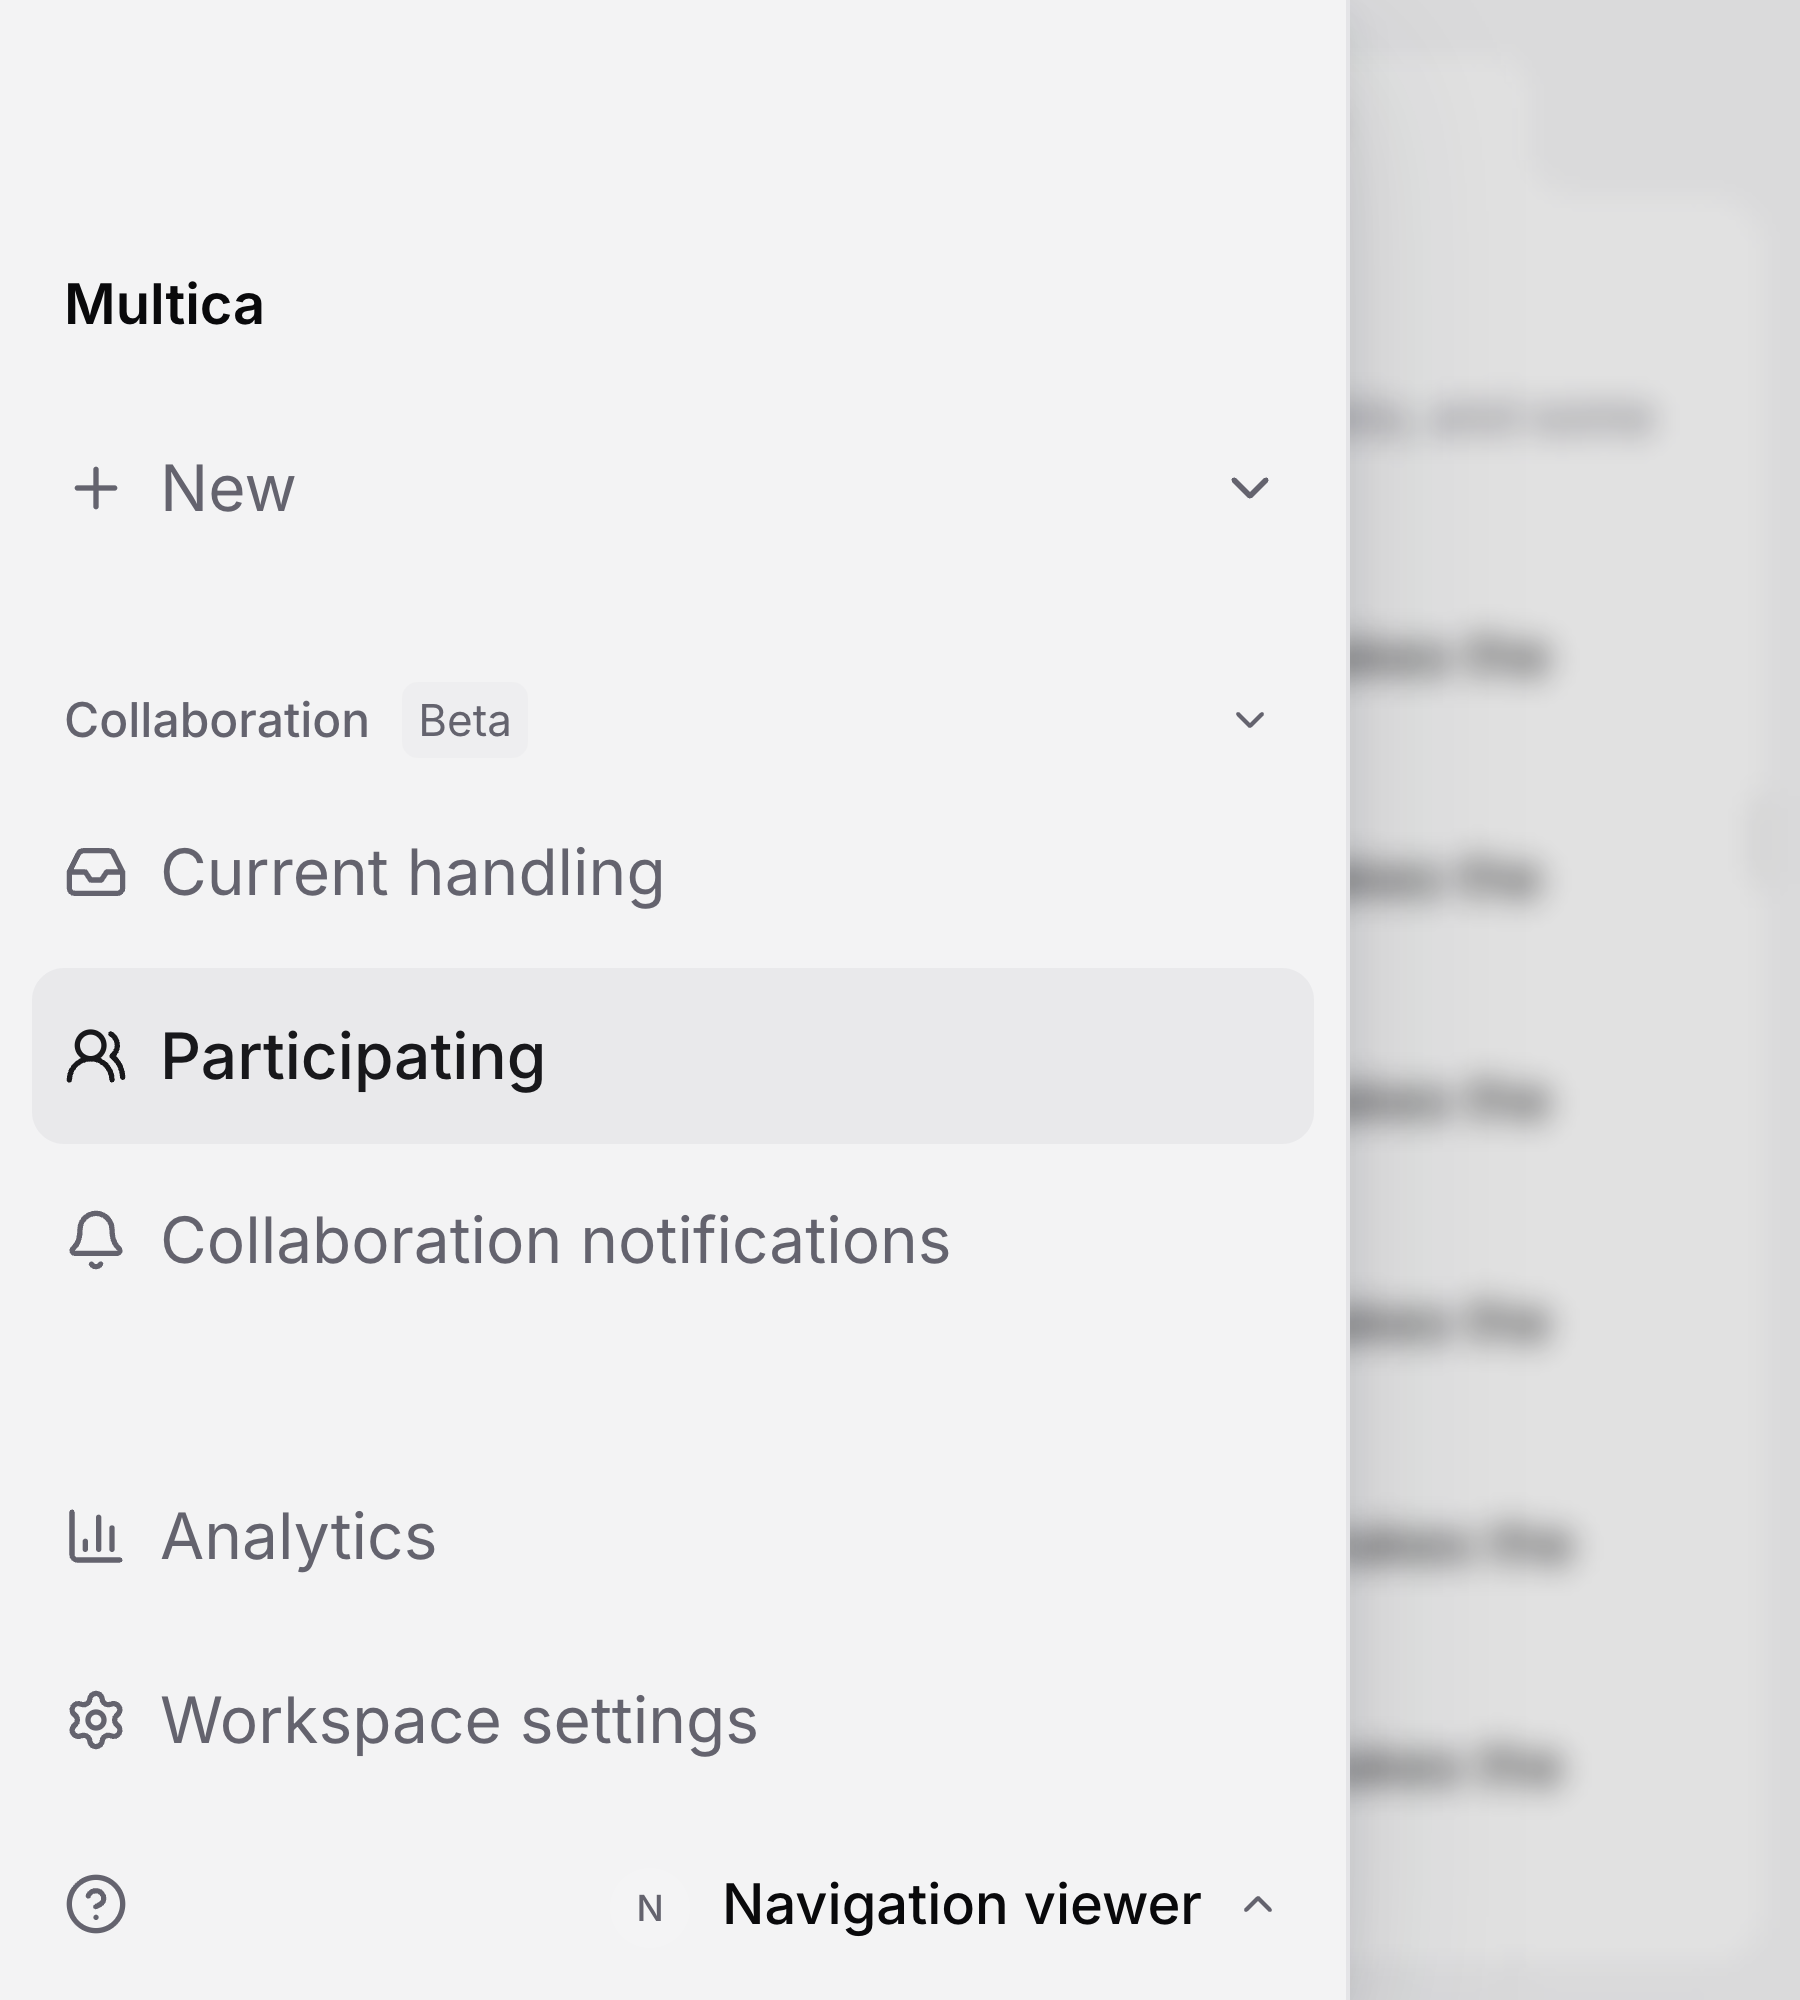 Multica
New
Collaboration Beta
Current handling
Participating
Collaboration notifications
Analytics
Workspace settings
N Navigation viewer